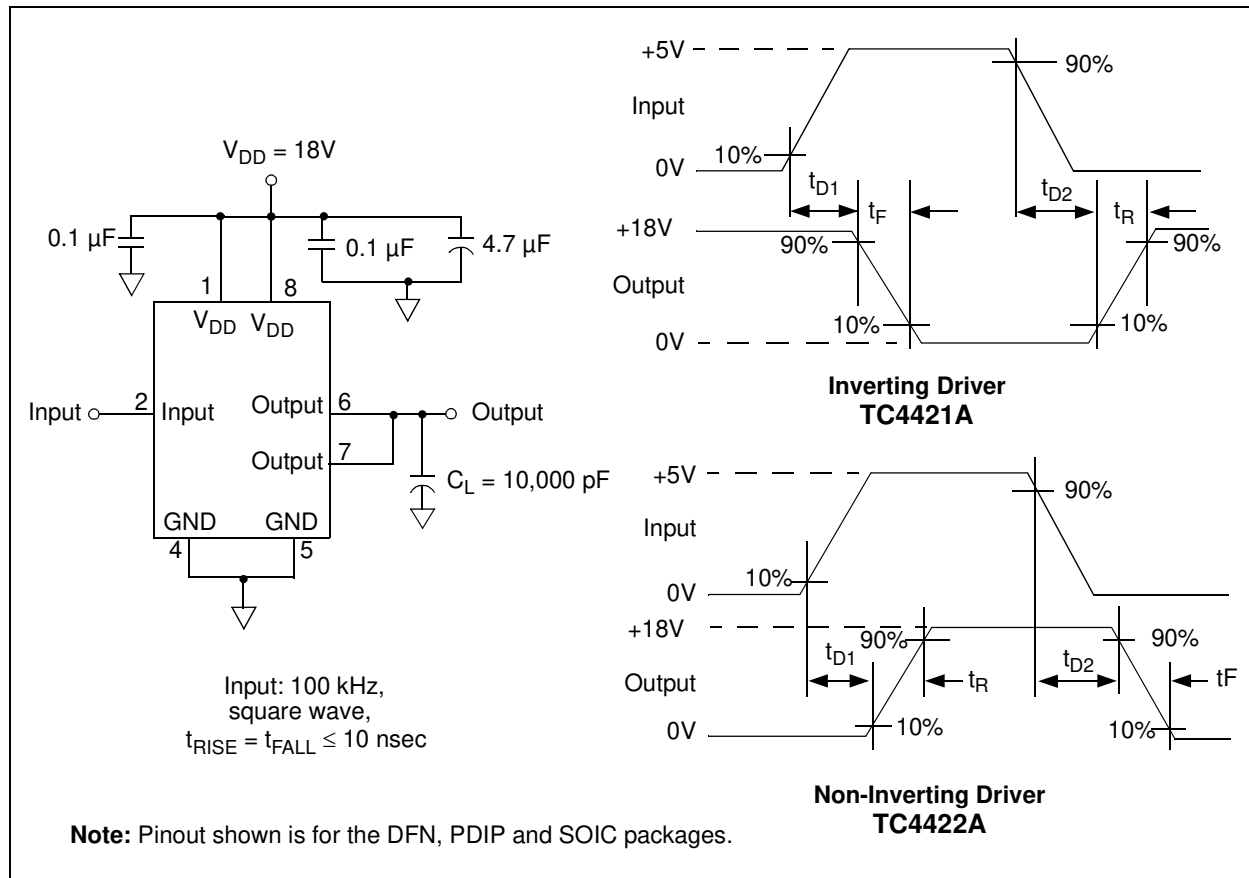 V_DD = 18V
0.1 µF
0.1 µF
4.7 µF
1
8
V_DD
V_DD
Input
2
Input
Output
6
Output
Output
7
C_L = 10,000 pF
GND
GND
4
5
Input: 100 kHz,
square wave,
t_RISE = t_FALL ≤ 10 nsec
+5V
90%
Input
10%
0V
t_D1
t_F
t_D2
t_R
+18V
90%
90%
Output
10%
10%
0V
Inverting Driver
TC4421A
+5V
90%
Input
10%
0V
+18V
90%
90%
t_D1
t_R
t_D2
tF
Output
0V
10%
10%
Non-Inverting Driver
TC4422A
Note: Pinout shown is for the DFN, PDIP and SOIC packages.